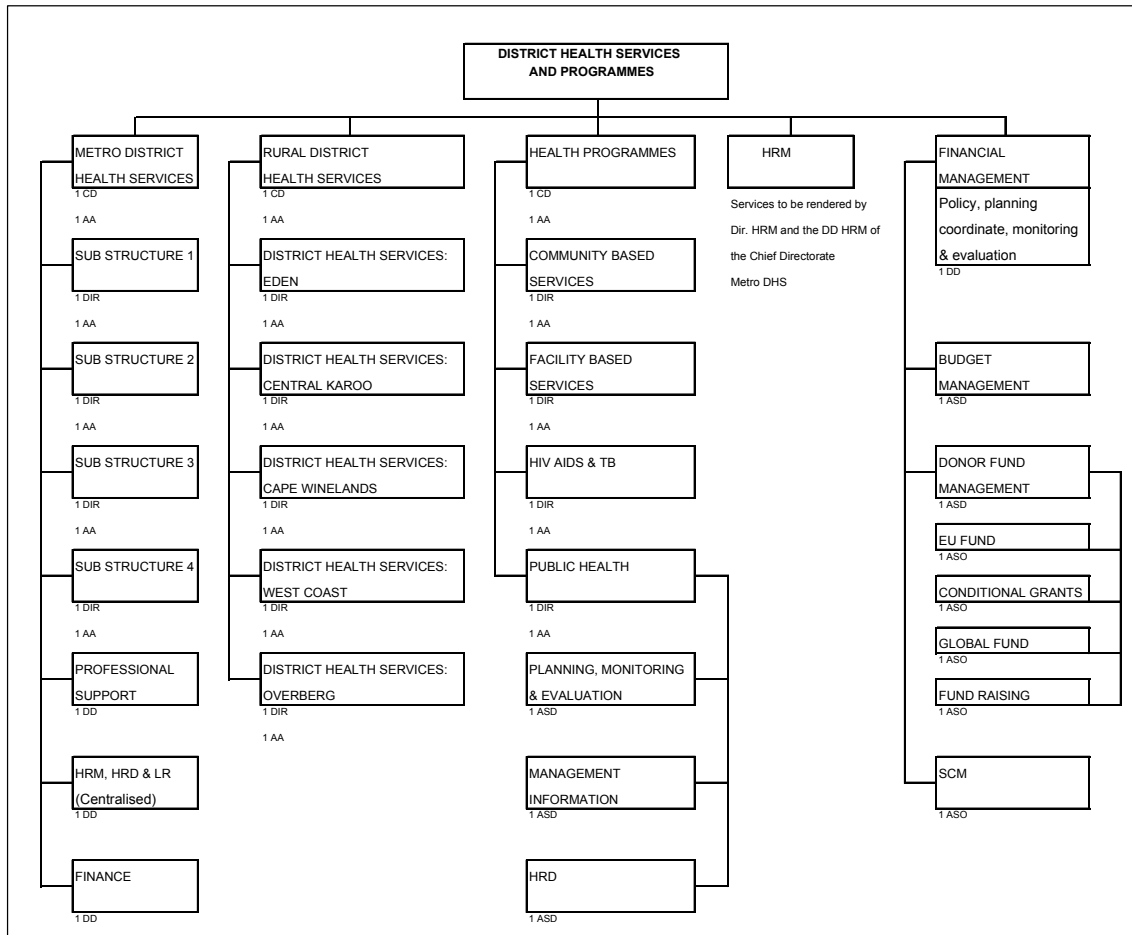 DISTRICT HEALTH SERVICES
AND PROGRAMMES
METRO DISTRICT
HEALTH SERVICES
1 CD
1 AA
SUB STRUCTURE 1
1 DIR
1 AA
SUB STRUCTURE 2
1 DIR
1 AA
SUB STRUCTURE 3
1 DIR
1 AA
SUB STRUCTURE 4
1 DIR
1 AA
PROFESSIONAL
SUPPORT
1 DD
HRM, HRD & LR
(Centralised)
1 DD
FINANCE
1 DD
RURAL DISTRICT
HEALTH SERVICES
1 CD
1 AA
DISTRICT HEALTH SERVICES:
EDEN
1 DIR
1 AA
DISTRICT HEALTH SERVICES:
CENTRAL KAROO
1 DIR
1 AA
DISTRICT HEALTH SERVICES:
CAPE WINELANDS
1 DIR
1 AA
DISTRICT HEALTH SERVICES:
WEST COAST
1 DIR
1 AA
DISTRICT HEALTH SERVICES:
OVERBERG
1 DIR
1 AA
HEALTH PROGRAMMES
1 CD
1 AA
COMMUNITY BASED
SERVICES
1 DIR
1 AA
FACILITY BASED
SERVICES
1 DIR
1 AA
HIV AIDS & TB
1 DIR
1 AA
PUBLIC HEALTH
1 DIR
1 AA
PLANNING, MONITORING
& EVALUATION
1 ASD
MANAGEMENT
INFORMATION
1 ASD
HRD
1 ASD
HRM
Services to be rendered by
Dir. HRM and the DD HRM of
the Chief Directorate
Metro DHS
FINANCIAL
MANAGEMENT
Policy, planning
coordinate, monitoring
& evaluation
1 DD
BUDGET
MANAGEMENT
1 ASD
DONOR FUND
MANAGEMENT
1 ASD
EU FUND
1 ASO
CONDITIONAL GRANTS
1 ASO
GLOBAL FUND
1 ASO
FUND RAISING
1 ASO
SCM
1 ASO